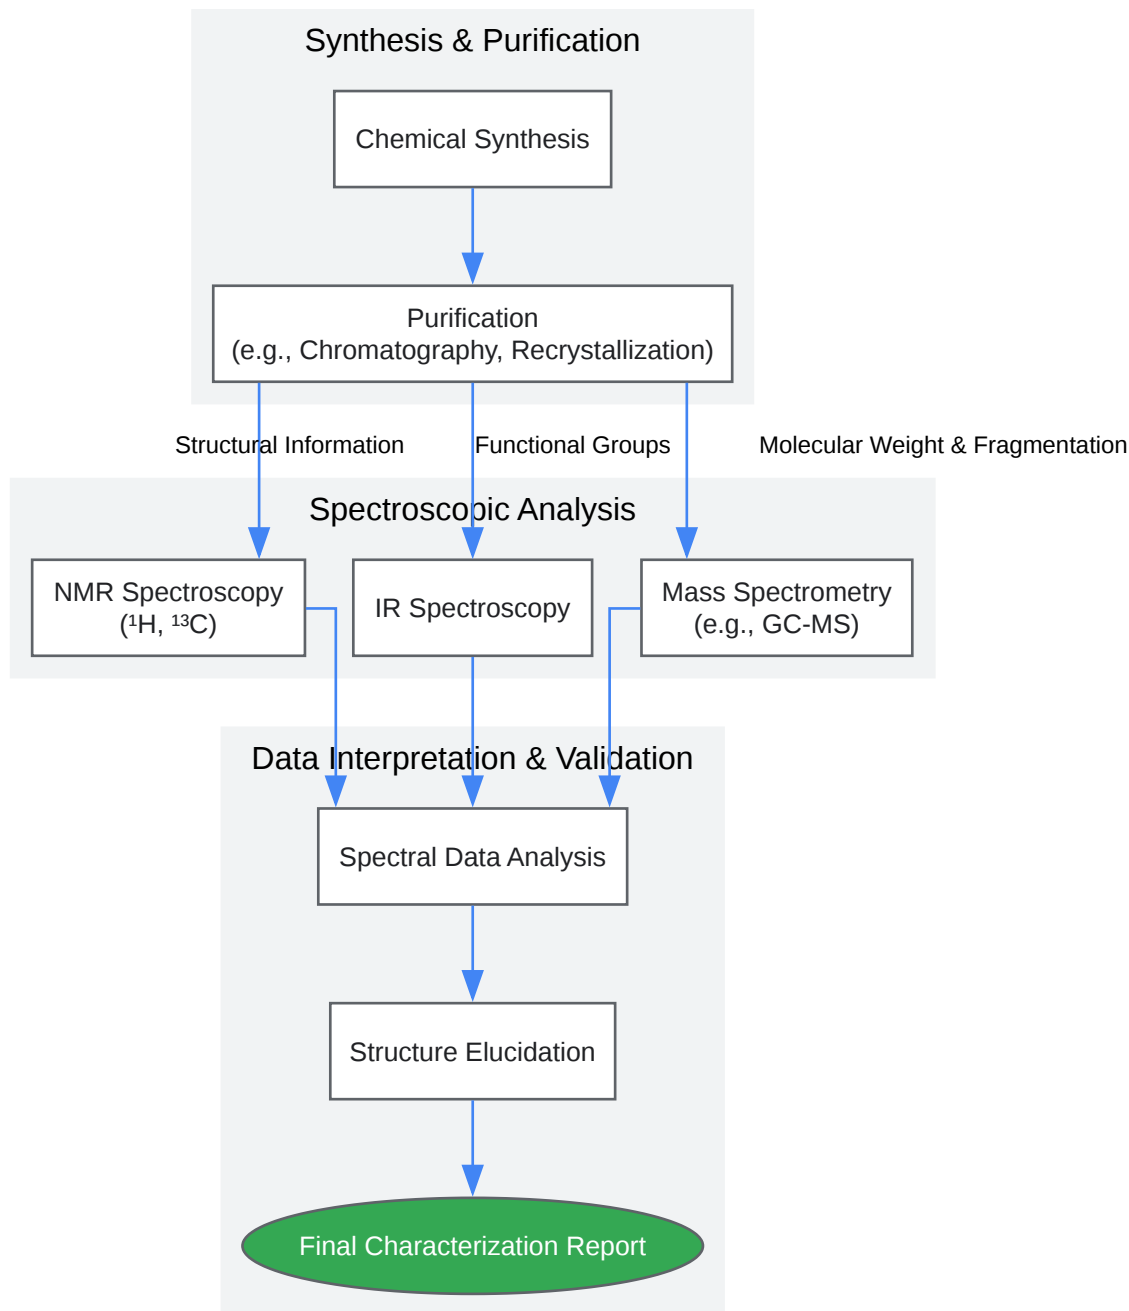 Synthesis & Purification
Chemical Synthesis
Purification
(e.g., Chromatography, Recrystallization)
Structural Information
Functional Groups
Molecular Weight & Fragmentation
Spectroscopic Analysis
NMR Spectroscopy
(¹H, ¹³C)
IR Spectroscopy
Mass Spectrometry
(e.g., GC-MS)
Data Interpretation & Validation
Spectral Data Analysis
Structure Elucidation
Final Characterization Report